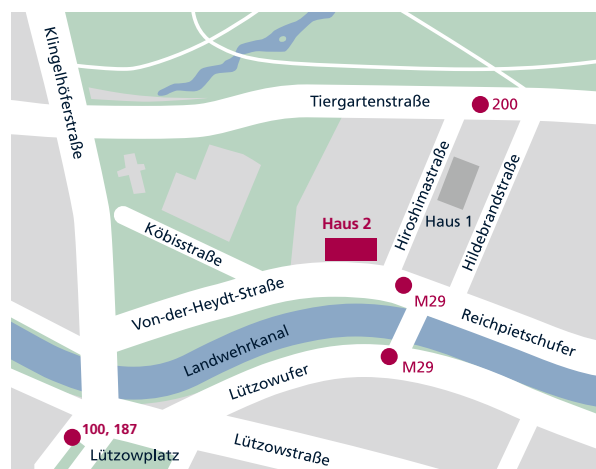 Klingelhöferstraße
Tiergartenstraße
200
Hiroshimastraße
Haus 1
Hildebrandstraße
Haus 2
Köbisstraße
Von-der-Heydt-Straße
M29
Reichpietschufer
Landwehrkanal
M29
Lützowufer
100, 187
Lützowplatz
Lützowstraße